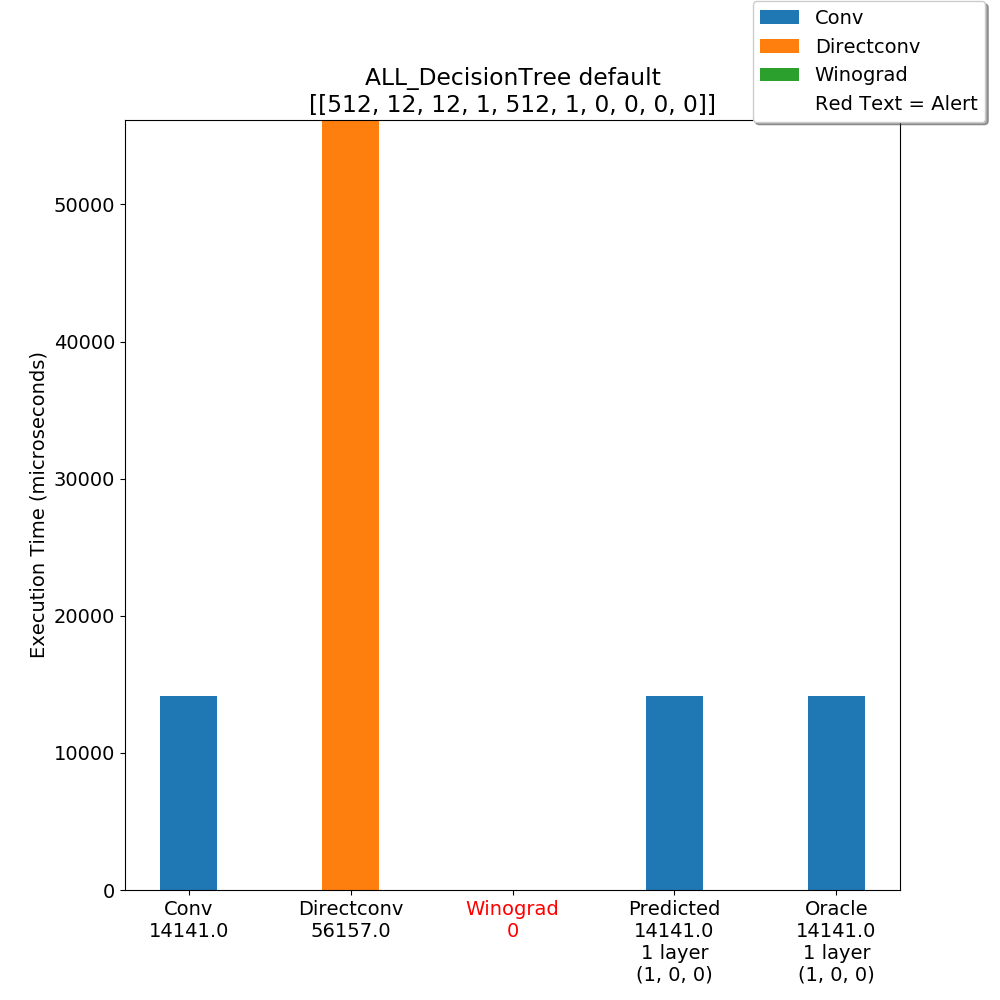 Conv
Directconv
Winograd
Red Text = Alert
ALL_DecisionTree default
[[512, 12, 12, 1, 512, 1, 0, 0, 0, 0]]
Execution Time (microseconds)
50000
40000
30000
20000
10000
0
Conv Directconv Winograd Predicted Oracle
14141.0 56157.0 0 14141.0 14141.0
1 layer 1 layer
(1, 0, 0) (1, 0, 0)